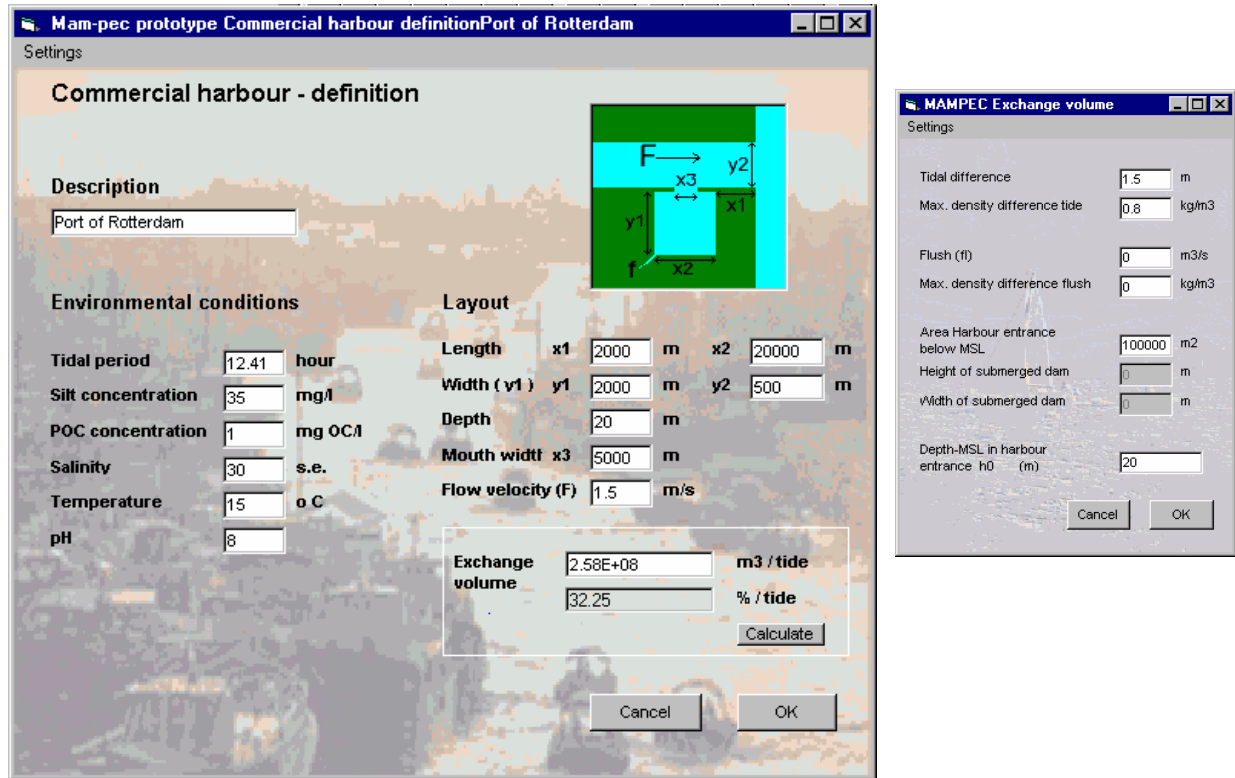 Mam-pec prototype Commercial harbour definitionPort of Rotterdam
Settings
Commercial harbour - definition
F
y2
x3
x1
y1
x2
f
Description
Port of Rotterdam
Environmental conditions
Tidal period 12.41 hour
Silt concentration 35 mg/l
POC concentration 1 mg OC/l
Salinity 30 s.e.
Temperature 15 o C
pH 8
Layout
Length x1 2000 m x2 20000 m
Width ( y1 ) y1 2000 m y2 500 m
Depth 20 m
Mouth widtf x3 5000 m
Flow velocity (F) 1.5 m/s
Exchange volume 2.58E+08 m3 / tide
32.25 % / tide
Calculate
Cancel OK
MAMPEC Exchange volume
Settings
Tidal difference 1.5 m
Max. density difference tide 0.8 kg/m3
Flush (fl) 0 m3/s
Max. density difference flush 0 kg/m3
Area Harbour entrance
below MSL 100000 m2
Height of submerged dam 0 m
Width of submerged dam 0 m
Depth-MSL in harbour
entrance h0 (m) 20
Cancel OK